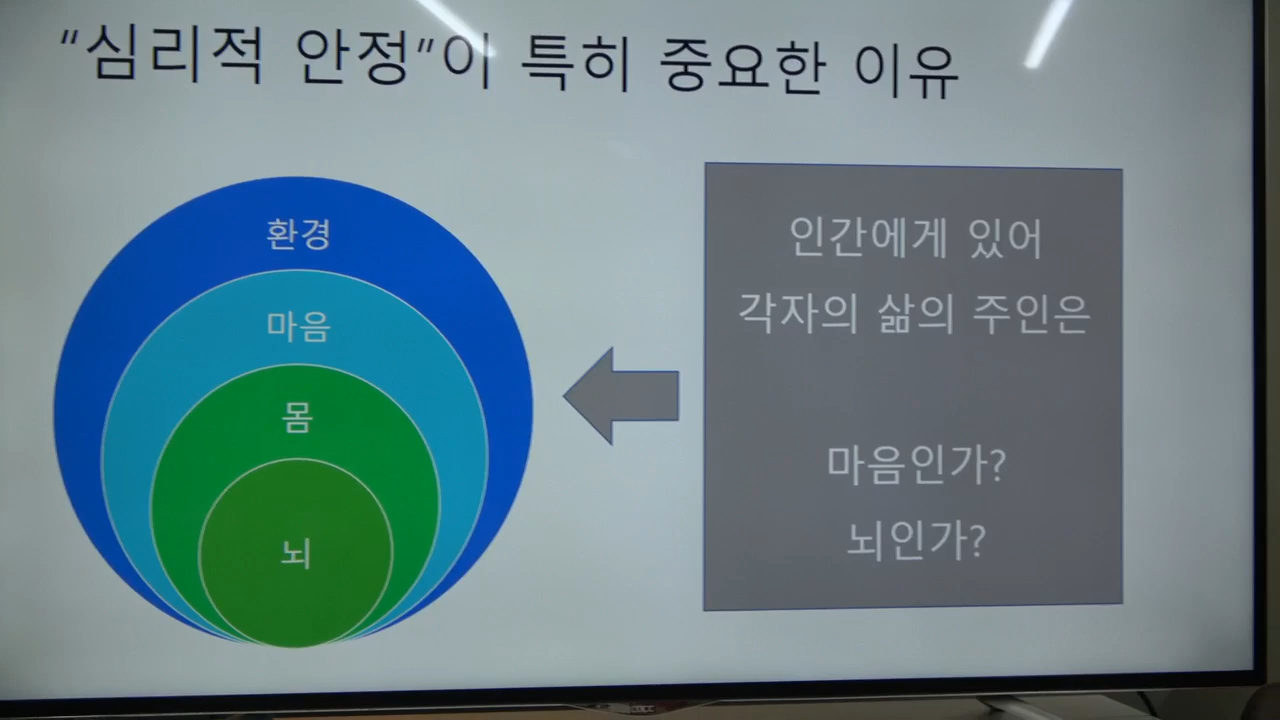 “심리적 안정”이 특히 중요한 이유
환경
마음
몸
뇌
인간에게 있어
각자의 삶의 주인은
마음인가?
뇌인가?